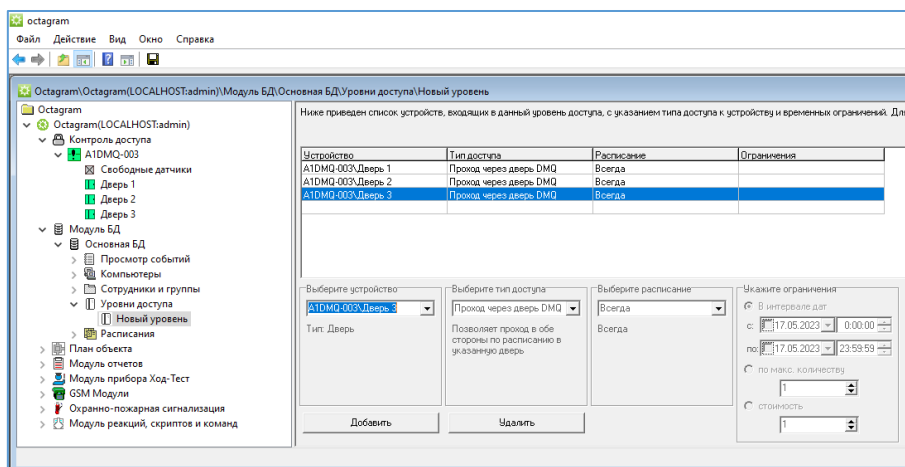 octagram
Файл Действие Вид Окно Справка
Octagram\Octagram(LOCALHOST:admin)\Модуль БД\Основная БД\Уровни доступа\Новый уровень
Octagram
Octagram(LOCALHOST:admin)
Контроль доступа
A1DMQ-003
Свободные датчики
Дверь 1
Дверь 2
Дверь 3
Модуль БД
Основная БД
Просмотр событий
Компьютеры
Сотрудники и группы
Уровни доступа
Новый уровень
Расписания
План объекта
Модуль отчетов
Модуль прибора Ход-Тест
GSM Модули
Охранно-пожарная сигнализация
Модуль реакций, скриптов и команд
Ниже приведен список устройств, входящих в данный уровень доступа, с указанием типа доступа к устройству и временных ограничений. Дл
Устройство Тип доступа Расписание Ограничения
A1DMQ-003\Дверь 1 Проход через дверь DMQ Всегда
A1DMQ-003\Дверь 2 Проход через дверь DMQ Всегда
A1DMQ-003\Дверь 3 Проход через дверь DMQ Всегда
Выберите устройство Выберите тип доступа Выберите расписание Укажите ограничения
A1DMQ-003\Дверь 3 Проход через дверь DMQ Всегда В интервале дат
Тип: Дверь Позволяет проход в обе стороны по расписанию в указанную дверь Всегда
с: 17.05.2023 0:00:00
по: 17.05.2023 23:59:59
по макс. количеству
1
стоимость
1
Добавить Удалить